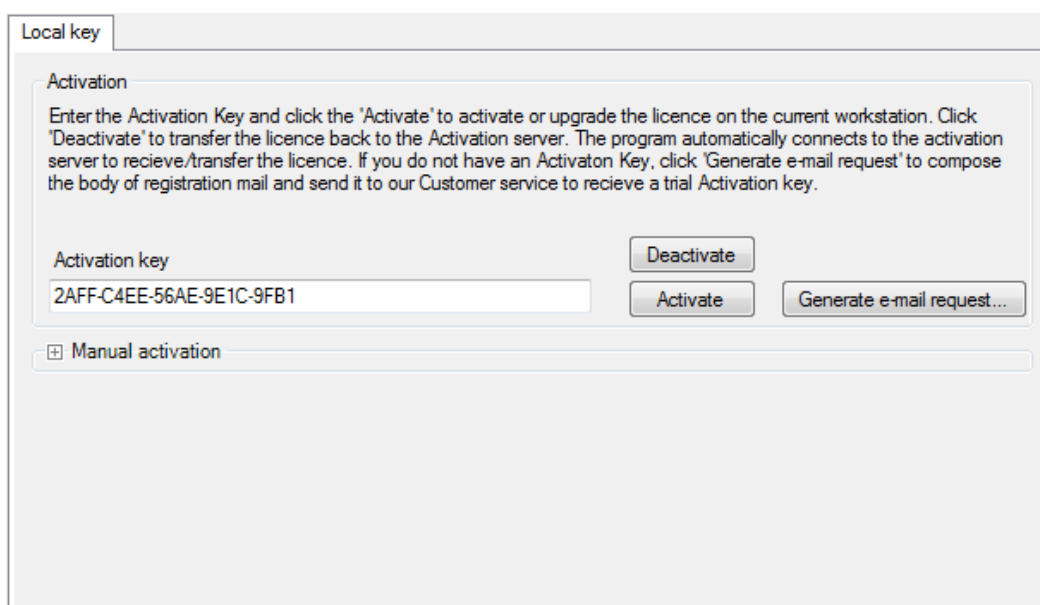 Local key
Activation
Enter the Activation Key and click the 'Activate' to activate or upgrade the licence on the current workstation. Click
'Deactivate' to transfer the licence back to the Activation server. The program automatically connects to the activation
server to recieve/transfer the licence. If you do not have an Activaton Key, click 'Generate e-mail request' to compose
the body of registration mail and send it to our Customer service to recieve a trial Activation key.
Deactivate
Activation key
2AFF-C4EE-56AE-9E1C-9FB1
Activate
Generate e-mail request...
Manual activation